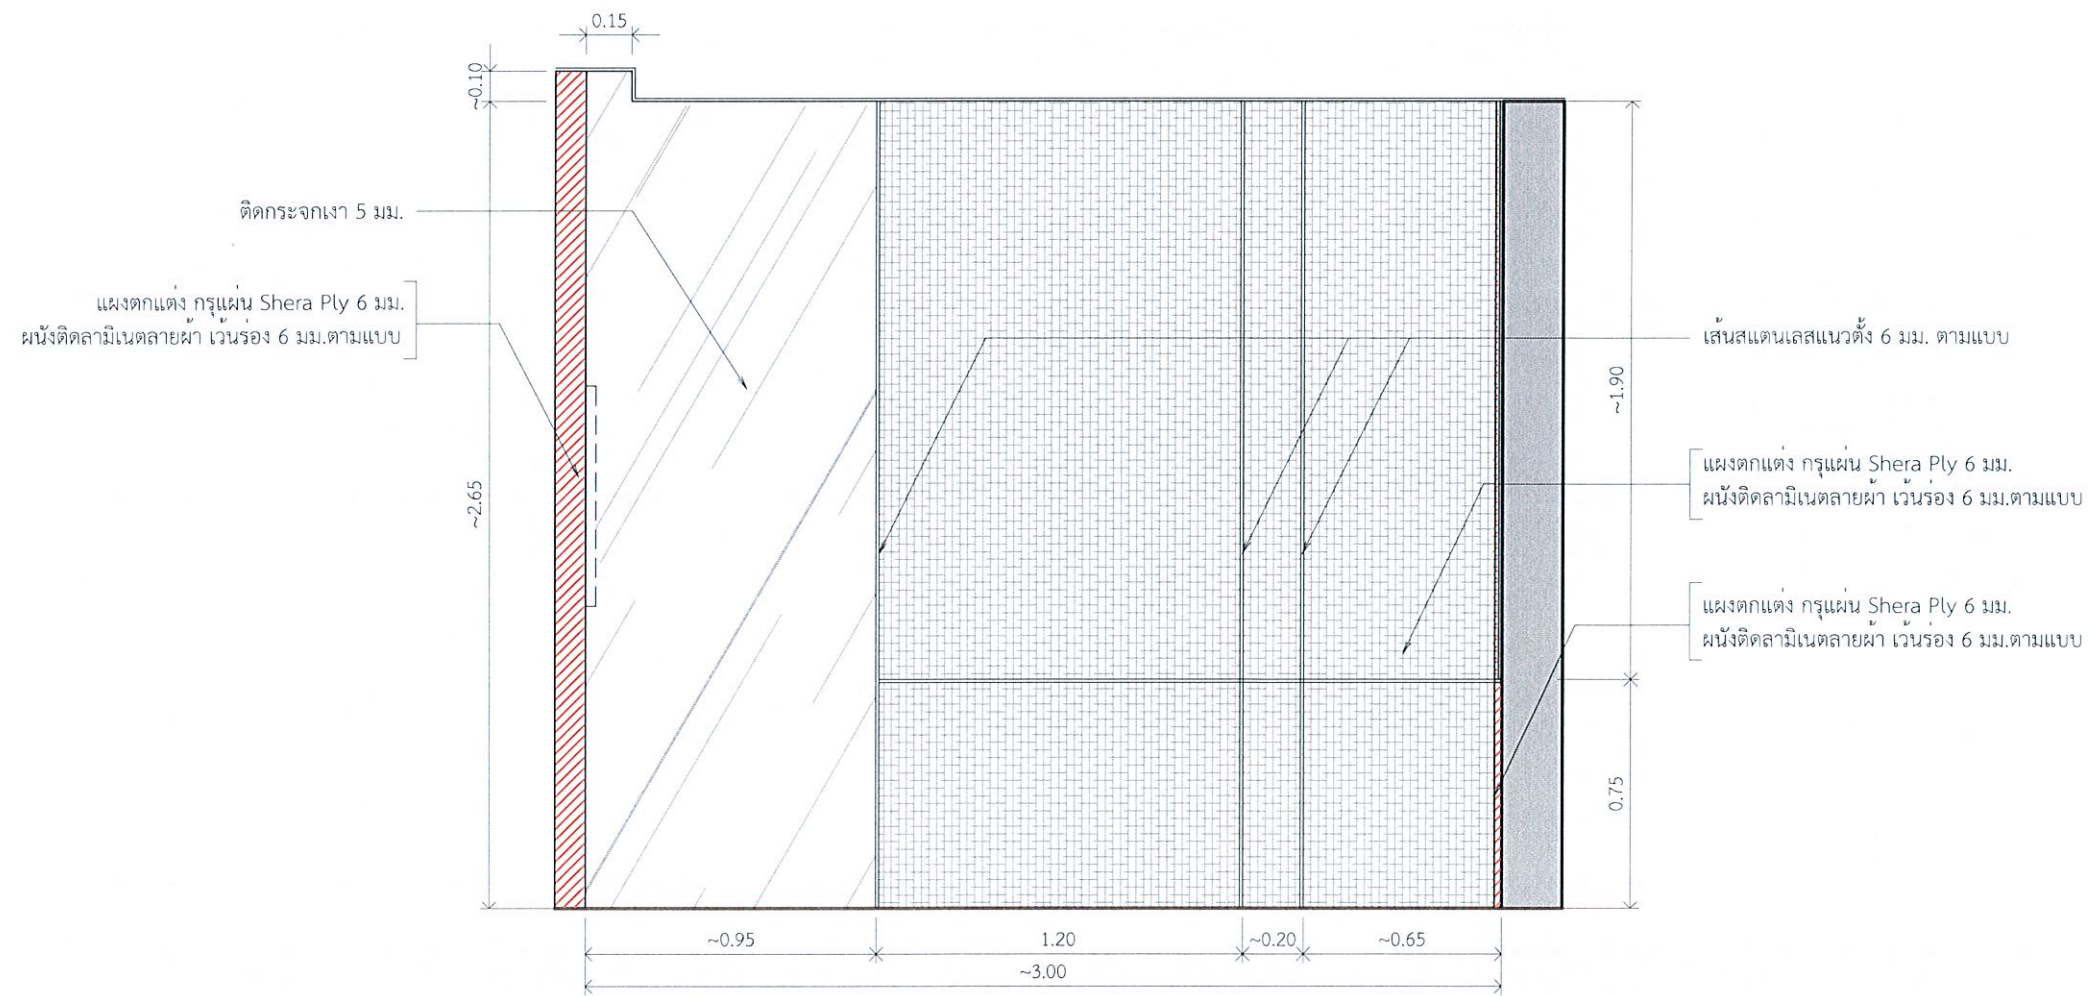 0.15
~0.10
ติดกระจกเงา 5 มม.
แผงตกแต่ง กรุแผ่น Shera Ply 6 มม.
ผนังติดลามิเนตลายผ้า เว้นร่อง 6 มม.ตามแบบ
~2.65
เส้นสแตนเลสแนวตั้ง 6 มม. ตามแบบ
~1.90
แผงตกแต่ง กรุแผ่น Shera Ply 6 มม.
ผนังติดลามิเนตลายผ้า เว้นร่อง 6 มม.ตามแบบ
แผงตกแต่ง กรุแผ่น Shera Ply 6 มม.
ผนังติดลามิเนตลายผ้า เว้นร่อง 6 มม.ตามแบบ
0.75
~0.95
1.20
~0.20
~0.65
~3.00